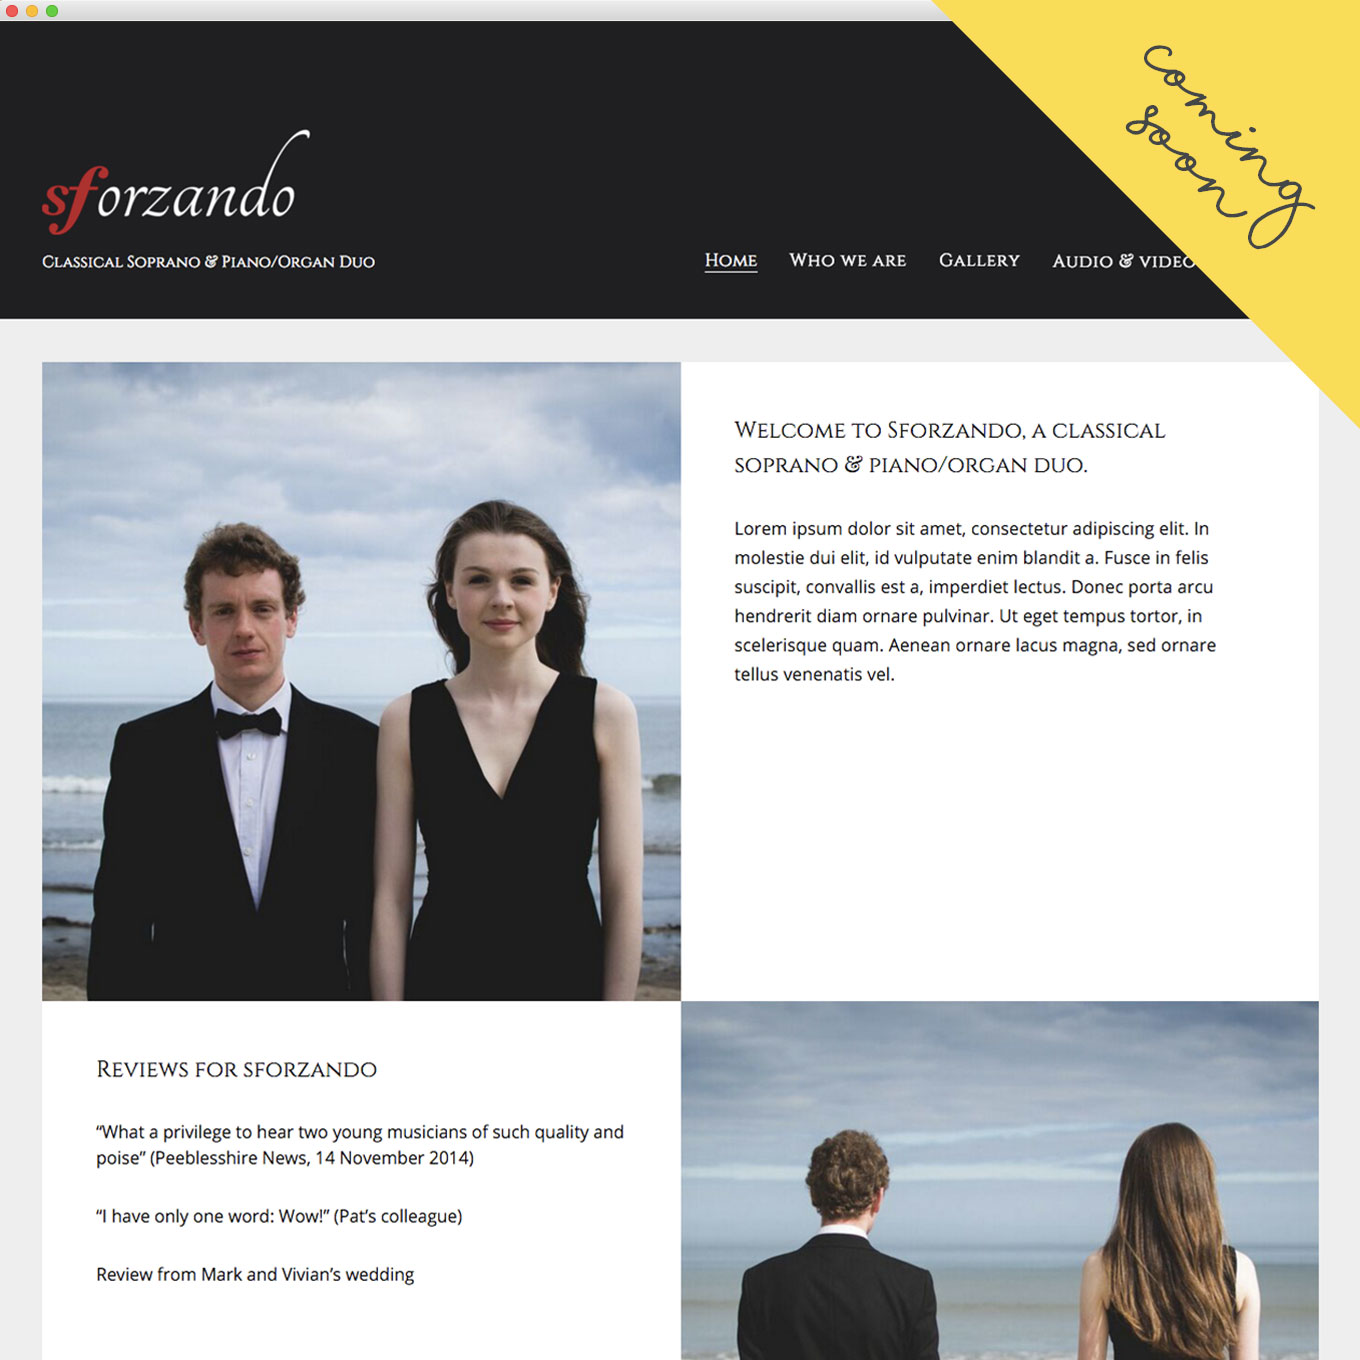 coming
soon
sforzando
Classical Soprano & Piano/Organ Duo
Home Who we are Gallery Audio & video
Welcome to Sforzando, a classical
soprano & piano/organ duo.
Lorem ipsum dolor sit amet, consectetur adipiscing elit. In
molestie dui elit, id vulputate enim blandit a. Fusce in felis
suscipit, convallis est a, imperdiet lectus. Donec porta arcu
hendrerit diam ornare pulvinar. Ut eget tempus tortor, in
scelerisque quam. Aenean ornare lacus magna, sed ornare
tellus venenatis vel.
Reviews for sforzando
“What a privilege to hear two young musicians of such quality and
poise” (Peeblesshire News, 14 November 2014)
“I have only one word: Wow!” (Pat’s colleague)
Review from Mark and Vivian’s wedding